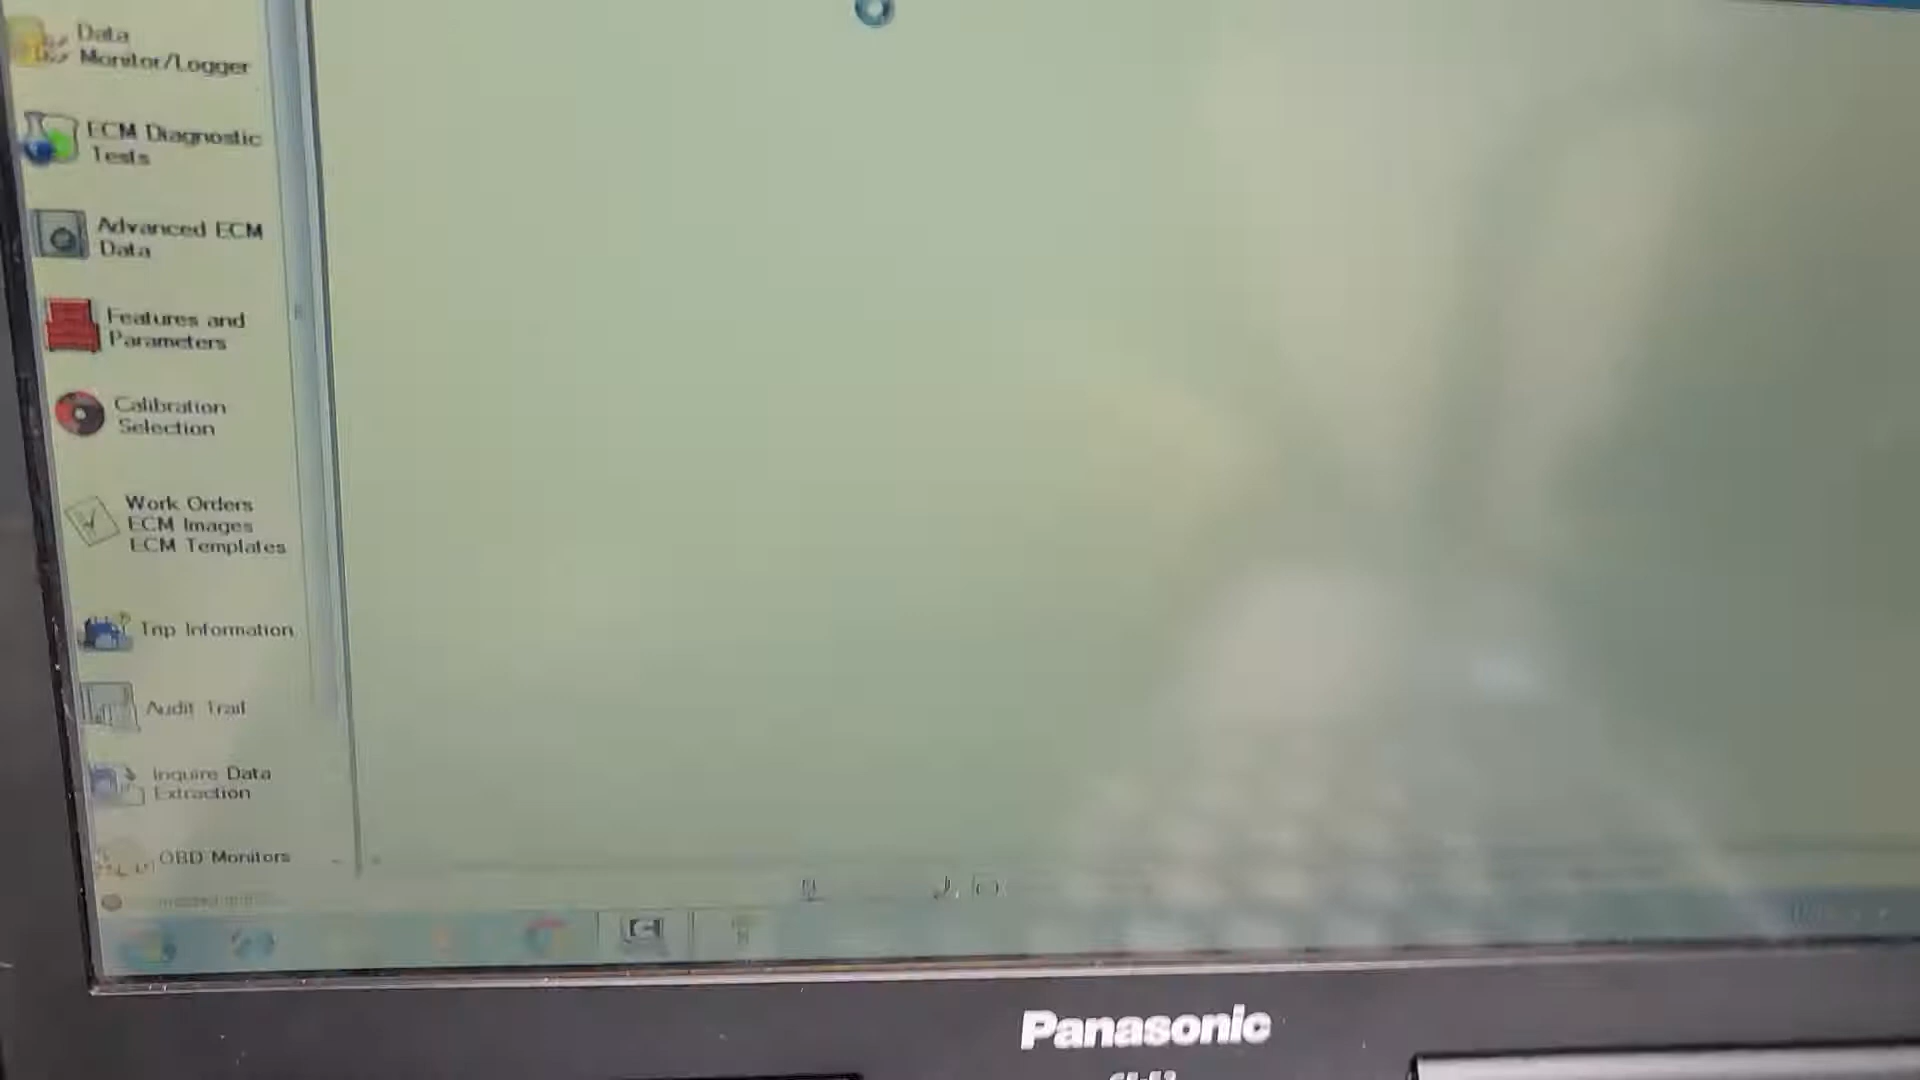 Data
Monitor/Logger
ECM Diagnostic
Tests
Advanced ECM
Data
Features and
Parameters
Calibration
Selection
Work Orders
ECM Images
ECM Templates
Trip Information
Audit Trail
Inquire Data
Extraction
OBD Monitors
Panasonic